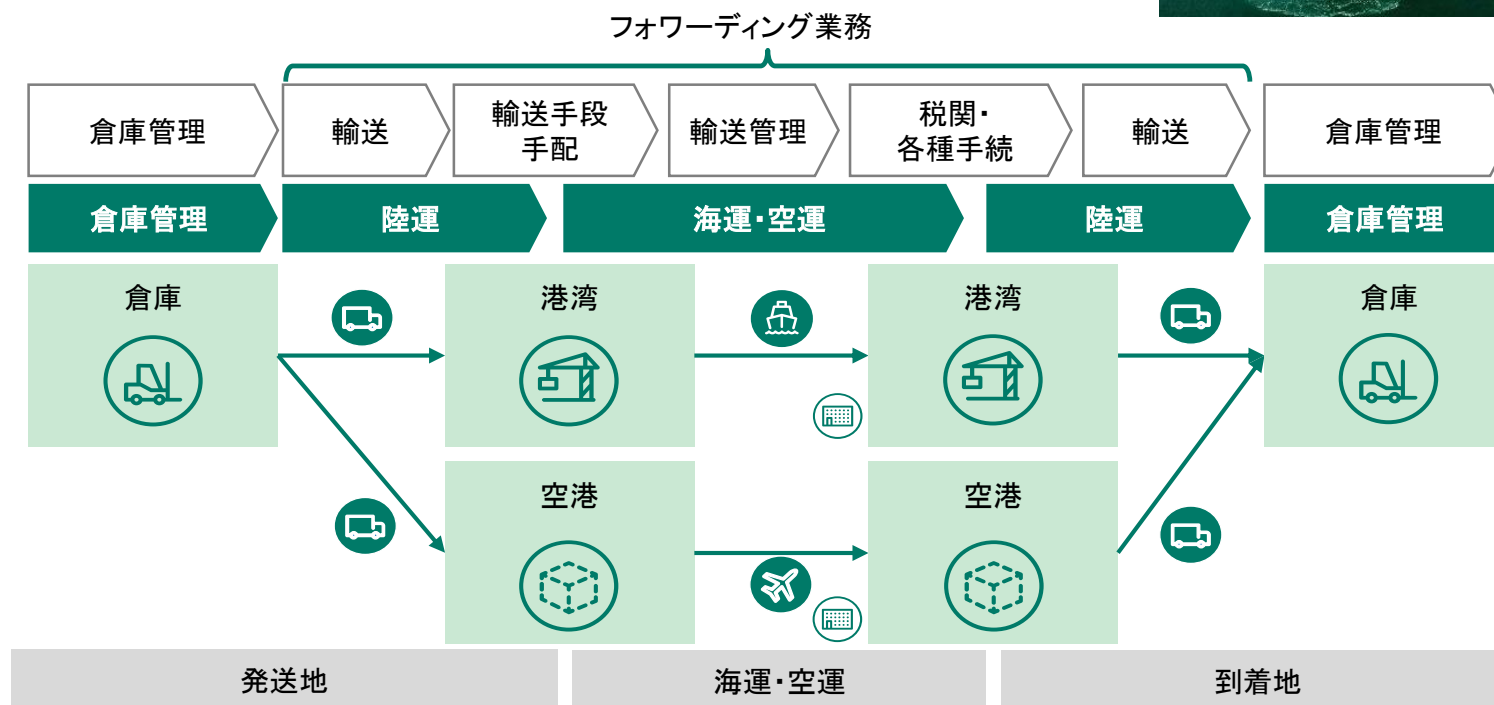 フォワーディング業務
倉庫管理
輸送
輸送手段
手配
輸送管理
税関・
各種手続
輸送
倉庫管理
倉庫管理
陸運
海運・空運
陸運
倉庫管理
倉庫
港湾
港湾
倉庫
空港
空港
発送地
海運・空運
到着地